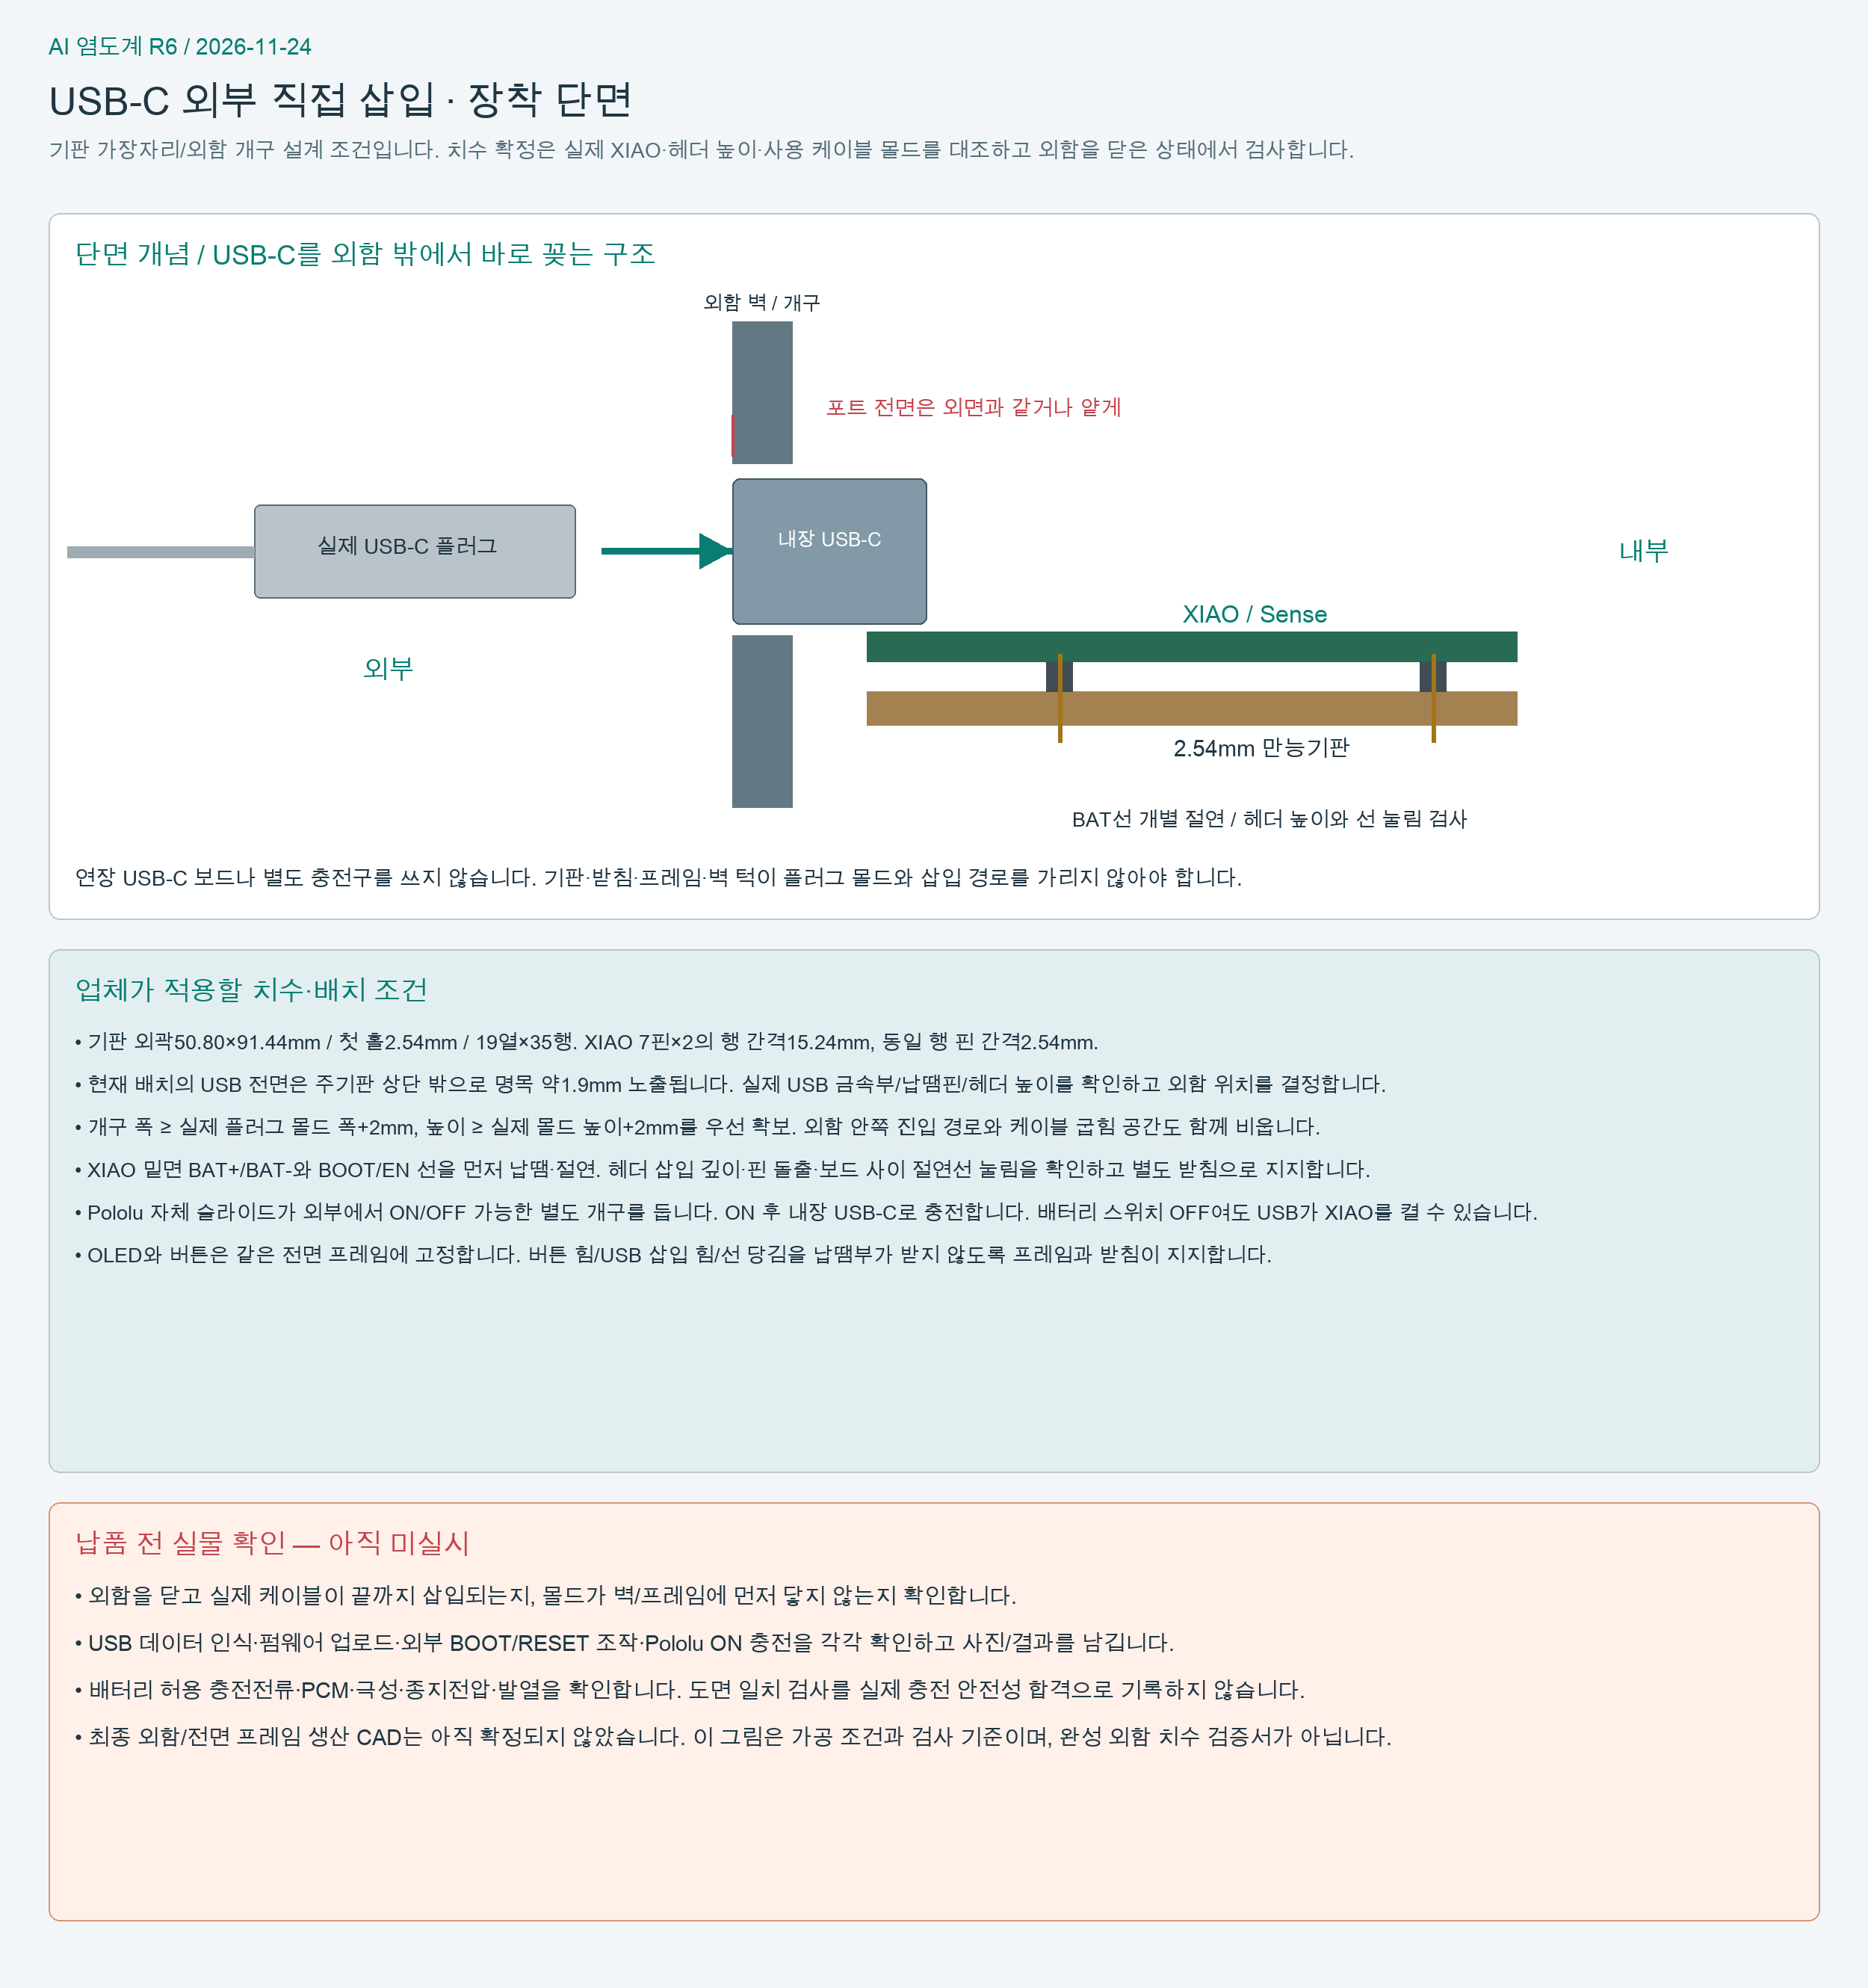 AI 염도계 R6 / 2026-11-24
USB-C 외부 직접 삽입 · 장착 단면
기판 가장자리/외함 개구 설계 조건입니다. 치수 확정은 실제 XIAO·헤더 높이·사용 케이블 몰드를 대조하고 외함을 닫은 상태에서 검사합니다.
단면 개념 / USB-C를 외함 밖에서 바로 꽂는 구조
외함 벽 / 개구
포트 전면은 외면과 같거나 얕게
실제 USB-C 플러그
내장 USB-C
내부
외부
XIAO / Sense
2.54mm 만능기판
BAT선 개별 절연 / 헤더 높이와 선 눌림 검사
연장 USB-C 보드나 별도 충전구를 쓰지 않습니다. 기판·받침·프레임·벽 턱이 플러그 몰드와 삽입 경로를 가리지 않아야 합니다.
업체가 적용할 치수·배치 조건
• 기판 외곽50.80×91.44mm / 첫 홀2.54mm / 19열×35행. XIAO 7핀×2의 행 간격15.24mm, 동일 행 핀 간격2.54mm.
• 현재 배치의 USB 전면은 주기판 상단 밖으로 명목 약1.9mm 노출됩니다. 실제 USB 금속부/납땜핀/헤더 높이를 확인하고 외함 위치를 결정합니다.
• 개구 폭 ≥ 실제 플러그 몰드 폭+2mm, 높이 ≥ 실제 몰드 높이+2mm를 우선 확보. 외함 안쪽 진입 경로와 케이블 굽힘 공간도 함께 비웁니다.
• XIAO 밑면 BAT+/BAT-와 BOOT/EN 선을 먼저 납땜·절연. 헤더 삽입 깊이·핀 돌출·보드 사이 절연선 눌림을 확인하고 별도 받침으로 지지합니다.
• Pololu 자체 슬라이드가 외부에서 ON/OFF 가능한 별도 개구를 둡니다. ON 후 내장 USB-C로 충전합니다. 배터리 스위치 OFF여도 USB가 XIAO를 켤 수 있습니다.
• OLED와 버튼은 같은 전면 프레임에 고정합니다. 버튼 힘/USB 삽입 힘/선 당김을 납땜부가 받지 않도록 프레임과 받침이 지지합니다.
납품 전 실물 확인 — 아직 미실시
• 외함을 닫고 실제 케이블이 끝까지 삽입되는지, 몰드가 벽/프레임에 먼저 닿지 않는지 확인합니다.
• USB 데이터 인식·펌웨어 업로드·외부 BOOT/RESET 조작·Pololu ON 충전을 각각 확인하고 사진/결과를 남깁니다.
• 배터리 허용 충전전류·PCM·극성·종지전압·발열을 확인합니다. 도면 일치 검사를 실제 충전 안전성 합격으로 기록하지 않습니다.
• 최종 외함/전면 프레임 생산 CAD는 아직 확정되지 않았습니다. 이 그림은 가공 조건과 검사 기준이며, 완성 외함 치수 검증서가 아닙니다.